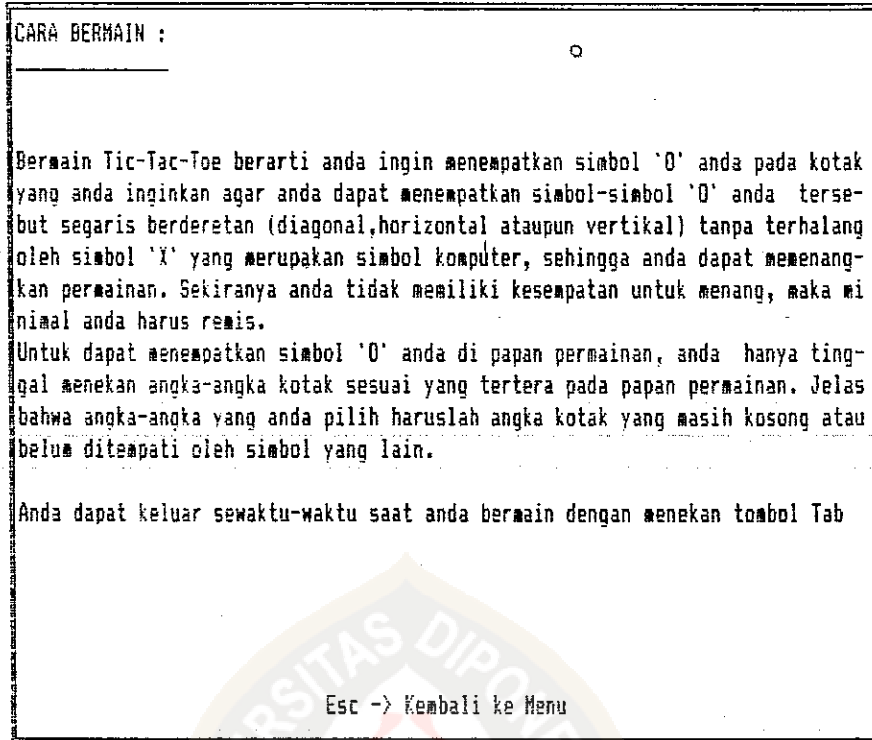 CARA BERMAIN :
Bermain Tic-Tac-Toe berarti anda ingin menempatkan simbol `O' anda pada kotak
yang anda inginkan agar anda dapat menempatkan simbol-simbol `O' anda terse-
but segaris berderetan (diagonal,horizontal ataupun vertikal) tanpa terhalang
oleh simbol `X' yang merupakan simbol komputer, sehingga anda dapat memenang-
kan permainan. Sekiranya anda tidak memiliki kesempatan untuk menang, maka mi
nimal anda harus remis.
Untuk dapat menempatkan simbol `O' anda di papan permainan, anda hanya ting-
gal menekan angka-angka kotak sesuai yang tertera pada papan permainan. Jelas
bahwa angka-angka yang anda pilih haruslah angka kotak yang masih kosong atau
belum ditempati oleh simbol yang lain.
Anda dapat keluar sewaktu-waktu saat anda bermain dengan menekan tombol Tab
Esc -> Kembali ke Menu